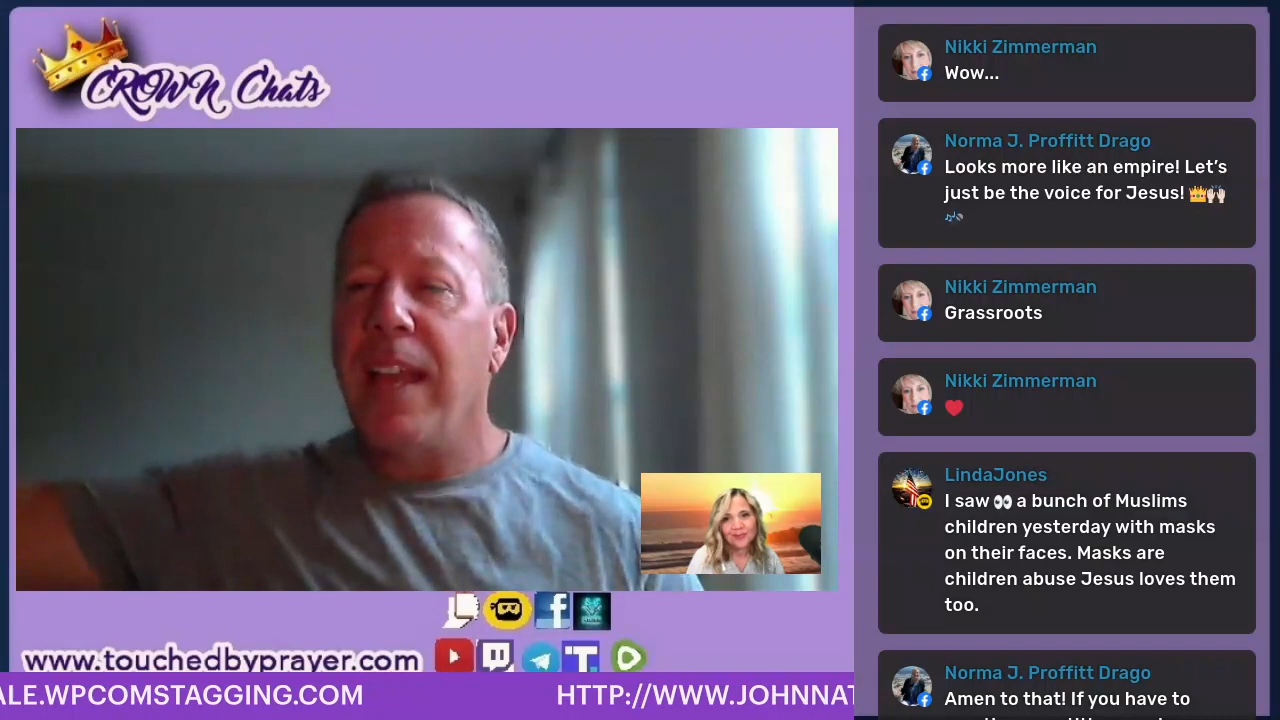 CROWN Chats
www.touchedbyprayer.com
ALE.WPCOMSTAGGING.COM HTTP://WWW.JOHNNAT
Nikki Zimmerman
Wow...
Norma J. Proffitt Drago
Looks more like an empire! Let's
just be the voice for Jesus! 👑🙌🏻
🎶
Nikki Zimmerman
Grassroots
Nikki Zimmerman
❤️
LindaJones
I saw 👀 a bunch of Muslims
children yesterday with masks
on their faces. Masks are
children abuse Jesus loves them
too.
Norma J. Proffitt Drago
Amen to that! If you have to